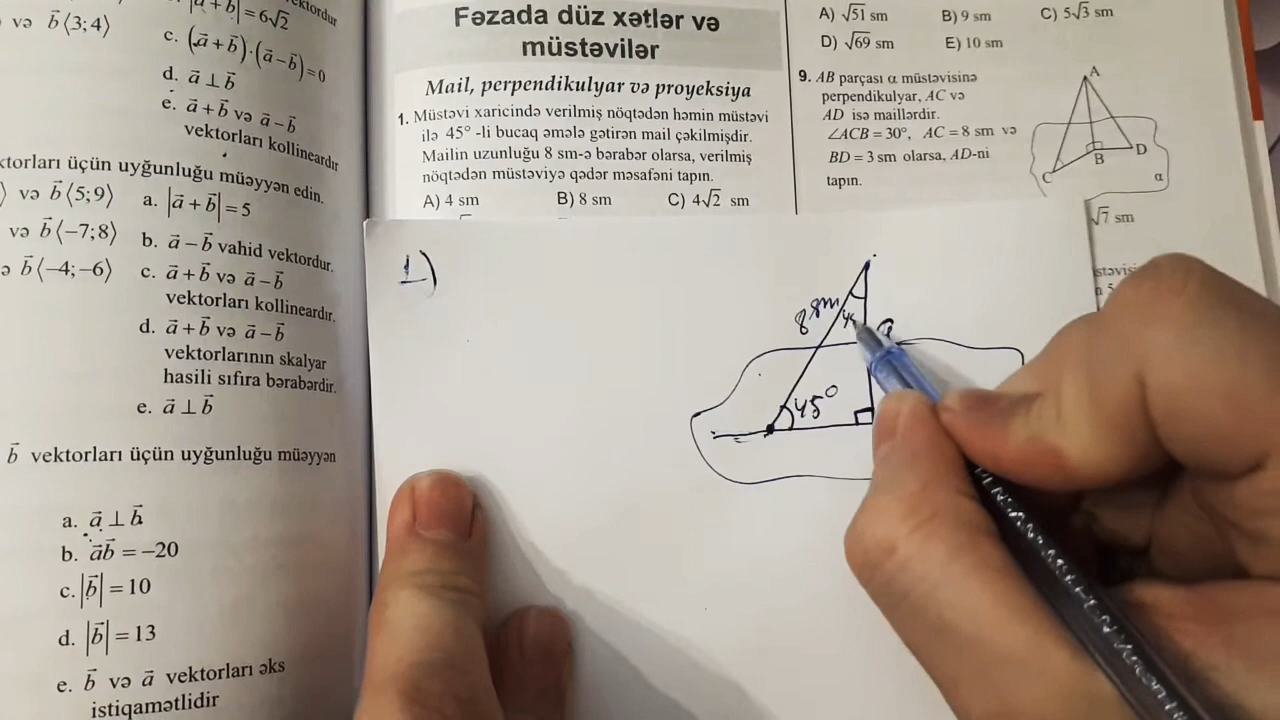 və b⃗⟨3;4⟩
|a⃗+b⃗|=6√2
vektordur
c. (a⃗+b⃗)·(a⃗−b⃗)=0
d. a⃗⊥b⃗
e. a⃗+b⃗ və a⃗−b⃗
vektorları kollineardır
vektorları üçün uyğunluğu müəyyən edin.
⟩ və b⃗⟨5;9⟩
a. |a⃗+b⃗|=5
və b⃗⟨−7;8⟩
b. a⃗−b⃗ vahid vektordur.
ə b⃗⟨−4;−6⟩
c. a⃗+b⃗ və a⃗−b⃗
vektorları kollineardır.
d. a⃗+b⃗ və a⃗−b⃗
vektorlarının skalyar
hasili sıfıra bərabərdir.
e. a⃗⊥b⃗
b⃗ vektorları üçün uyğunluğu müəyyən
a. a⃗⊥b⃗
b. a⃗b⃗=−20
c. |b⃗|=10
d. |b⃗|=13
e. b⃗ və a⃗ vektorları əks
istiqamətlidir
Fəzada düz xətlər və
müstəvilər
Mail, perpendikulyar və proyeksiya
1. Müstəvi xaricində verilmiş nöqtədən həmin müstəvi
ilə 45° -li bucaq əmələ gətirən mail çəkilmişdir.
Mailin uzunluğu 8 sm-ə bərabər olarsa, verilmiş
nöqtədən müstəviyə qədər məsafəni tapın.
A) 4 sm B) 8 sm C) 4√2 sm
A) √51 sm B) 9 sm C) 5√3 sm
D) √69 sm E) 10 sm
9. AB parçası α müstəvisinə
perpendikulyar, AC və
AD isə maillərdir.
∠ACB=30°, AC=8 sm və
BD=3 sm olarsa, AD-ni
tapın.
A
B
D
C
α
√7 sm
1)
8 sm
45°